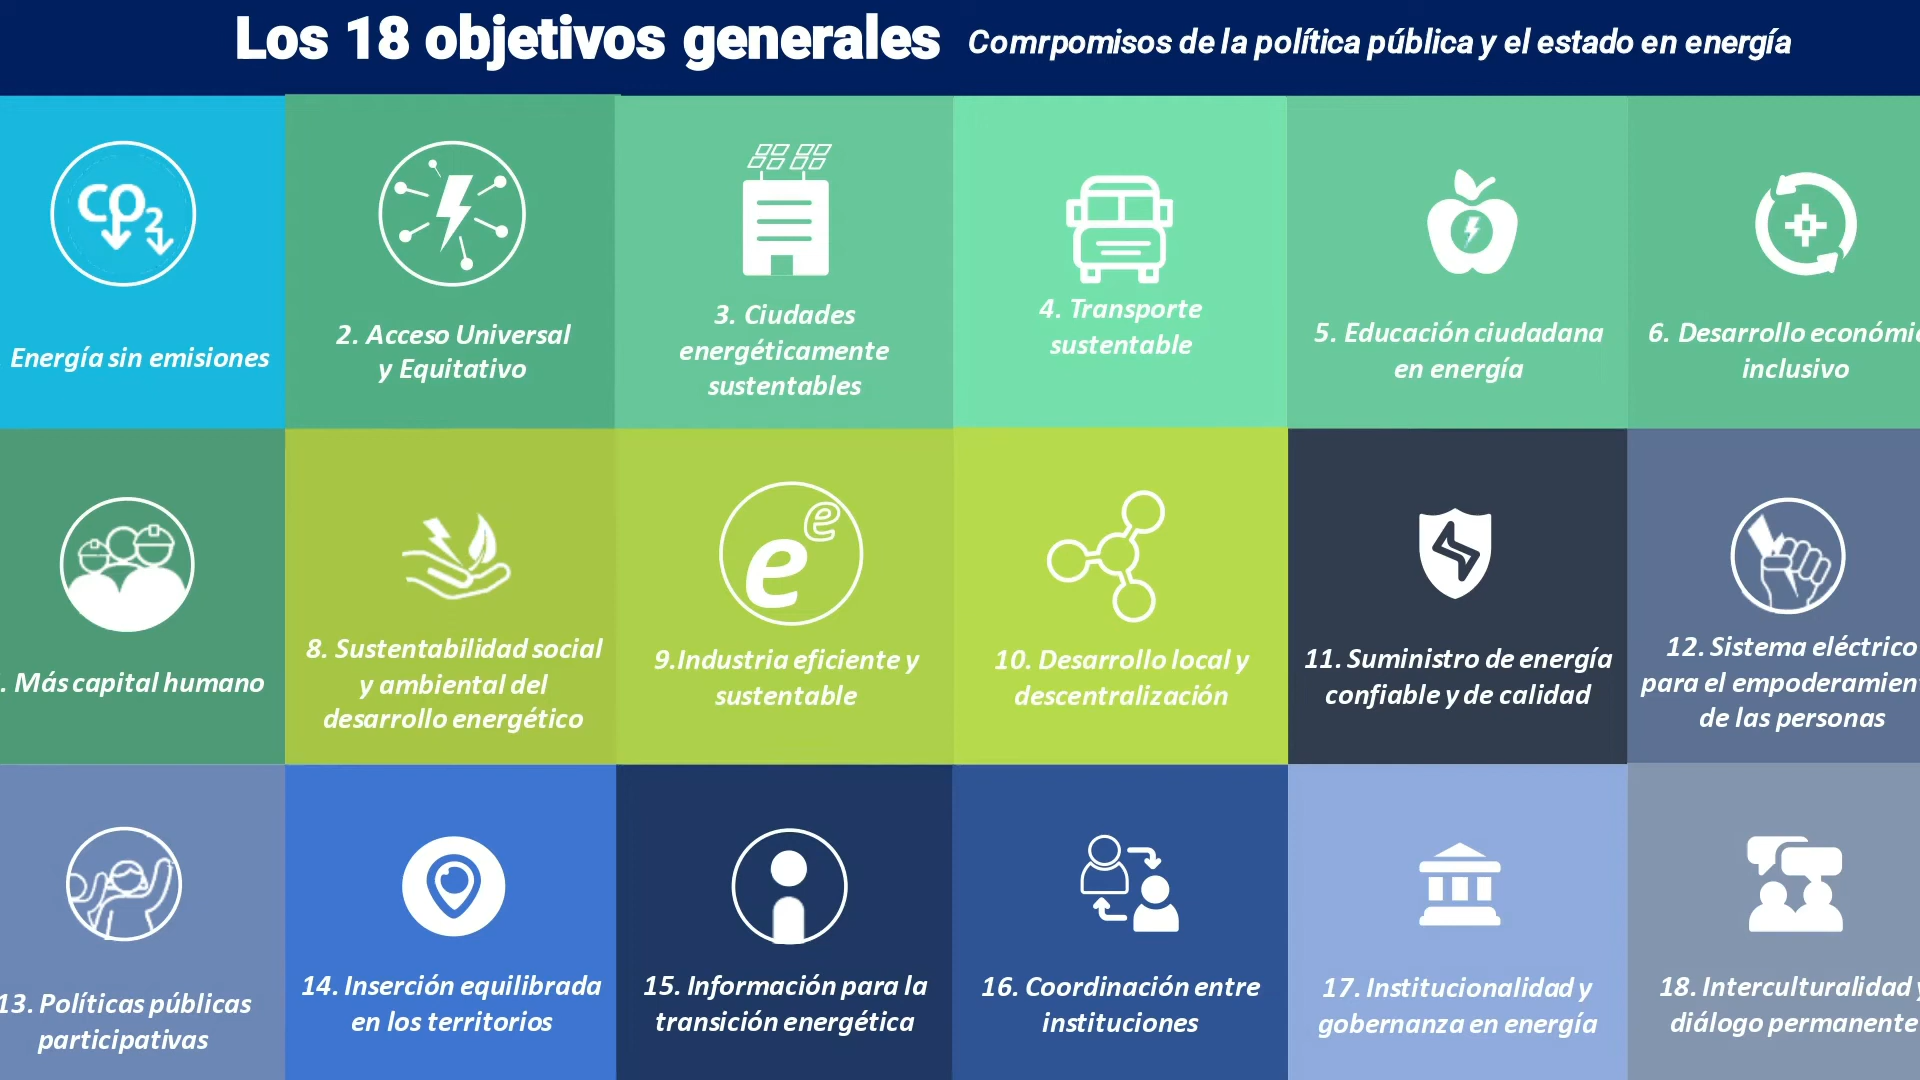 Los 18 objetivos generales
Comrpomisos de la política pública y el estado en energía
Energía sin emisiones
2. Acceso Universal
y Equitativo
3. Ciudades
energéticamente
sustentables
4. Transporte
sustentable
5. Educación ciudadana
en energía
6. Desarrollo económic
inclusivo
. Más capital humano
8. Sustentabilidad social
y ambiental del
desarrollo energético
9.Industria eficiente y
sustentable
10. Desarrollo local y
descentralización
11. Suministro de energía
confiable y de calidad
12. Sistema eléctrico
para el empoderamient
de las personas
13. Políticas públicas
participativas
14. Inserción equilibrada
en los territorios
15. Información para la
transición energética
16. Coordinación entre
instituciones
17. Institucionalidad y
gobernanza en energía
18. Interculturalidad y
diálogo permanente